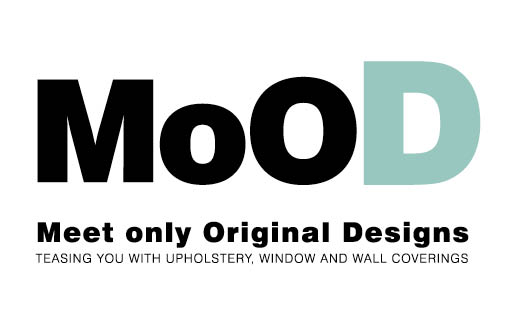 MoOD
Meet only Original Designs
TEASING YOU WITH UPHOLSTERY, WINDOW AND WALL COVERINGS